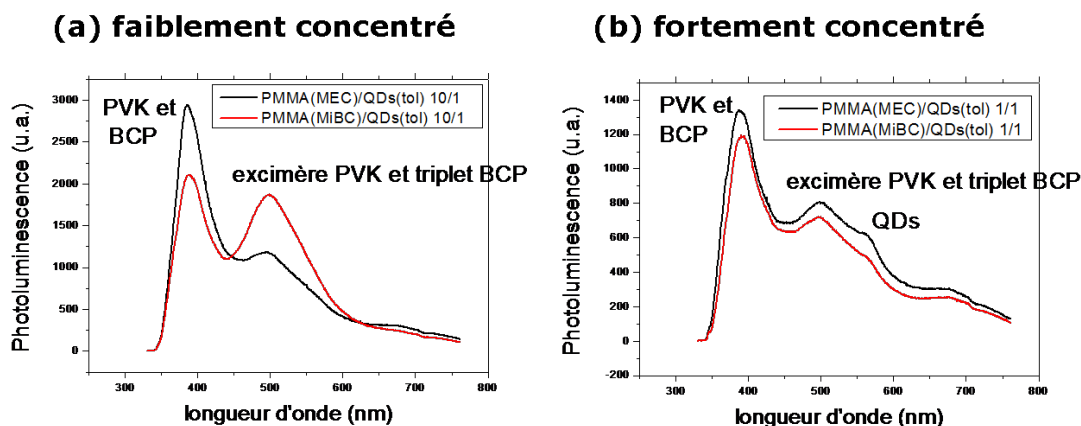 (a) faiblement concentré
PVK et
BCP
PMMA(MEC)/QDs(tol) 10/1
PMMA(MiBC)/QDs(tol) 10/1
excimère PVK et triplet BCP
Photoluminescence (u.a.)
3000
2500
2000
1500
1000
500
0
300 400 500 600 700 800
longueur d'onde (nm)
(b) fortement concentré
PVK et
BCP
PMMA(MEC)/QDs(tol) 1/1
PMMA(MiBC)/QDs(tol) 1/1
excimère PVK et triplet BCP
QDs
Photoluminescence (u.a.)
1400
1200
1000
800
600
400
200
0
-200
300 400 500 600 700 800
longueur d'onde (nm)